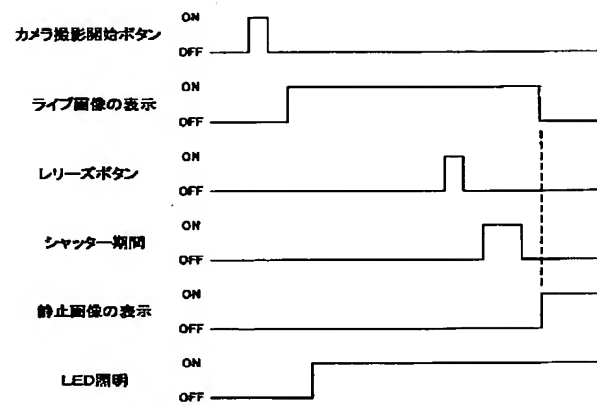 カメラ撮影開始ボタン
ON
OFF
ライブ画像の表示
ON
OFF
レリーズボタン
ON
OFF
シャッター期間
ON
OFF
静止画像の表示
ON
OFF
LED照明
ON
OFF